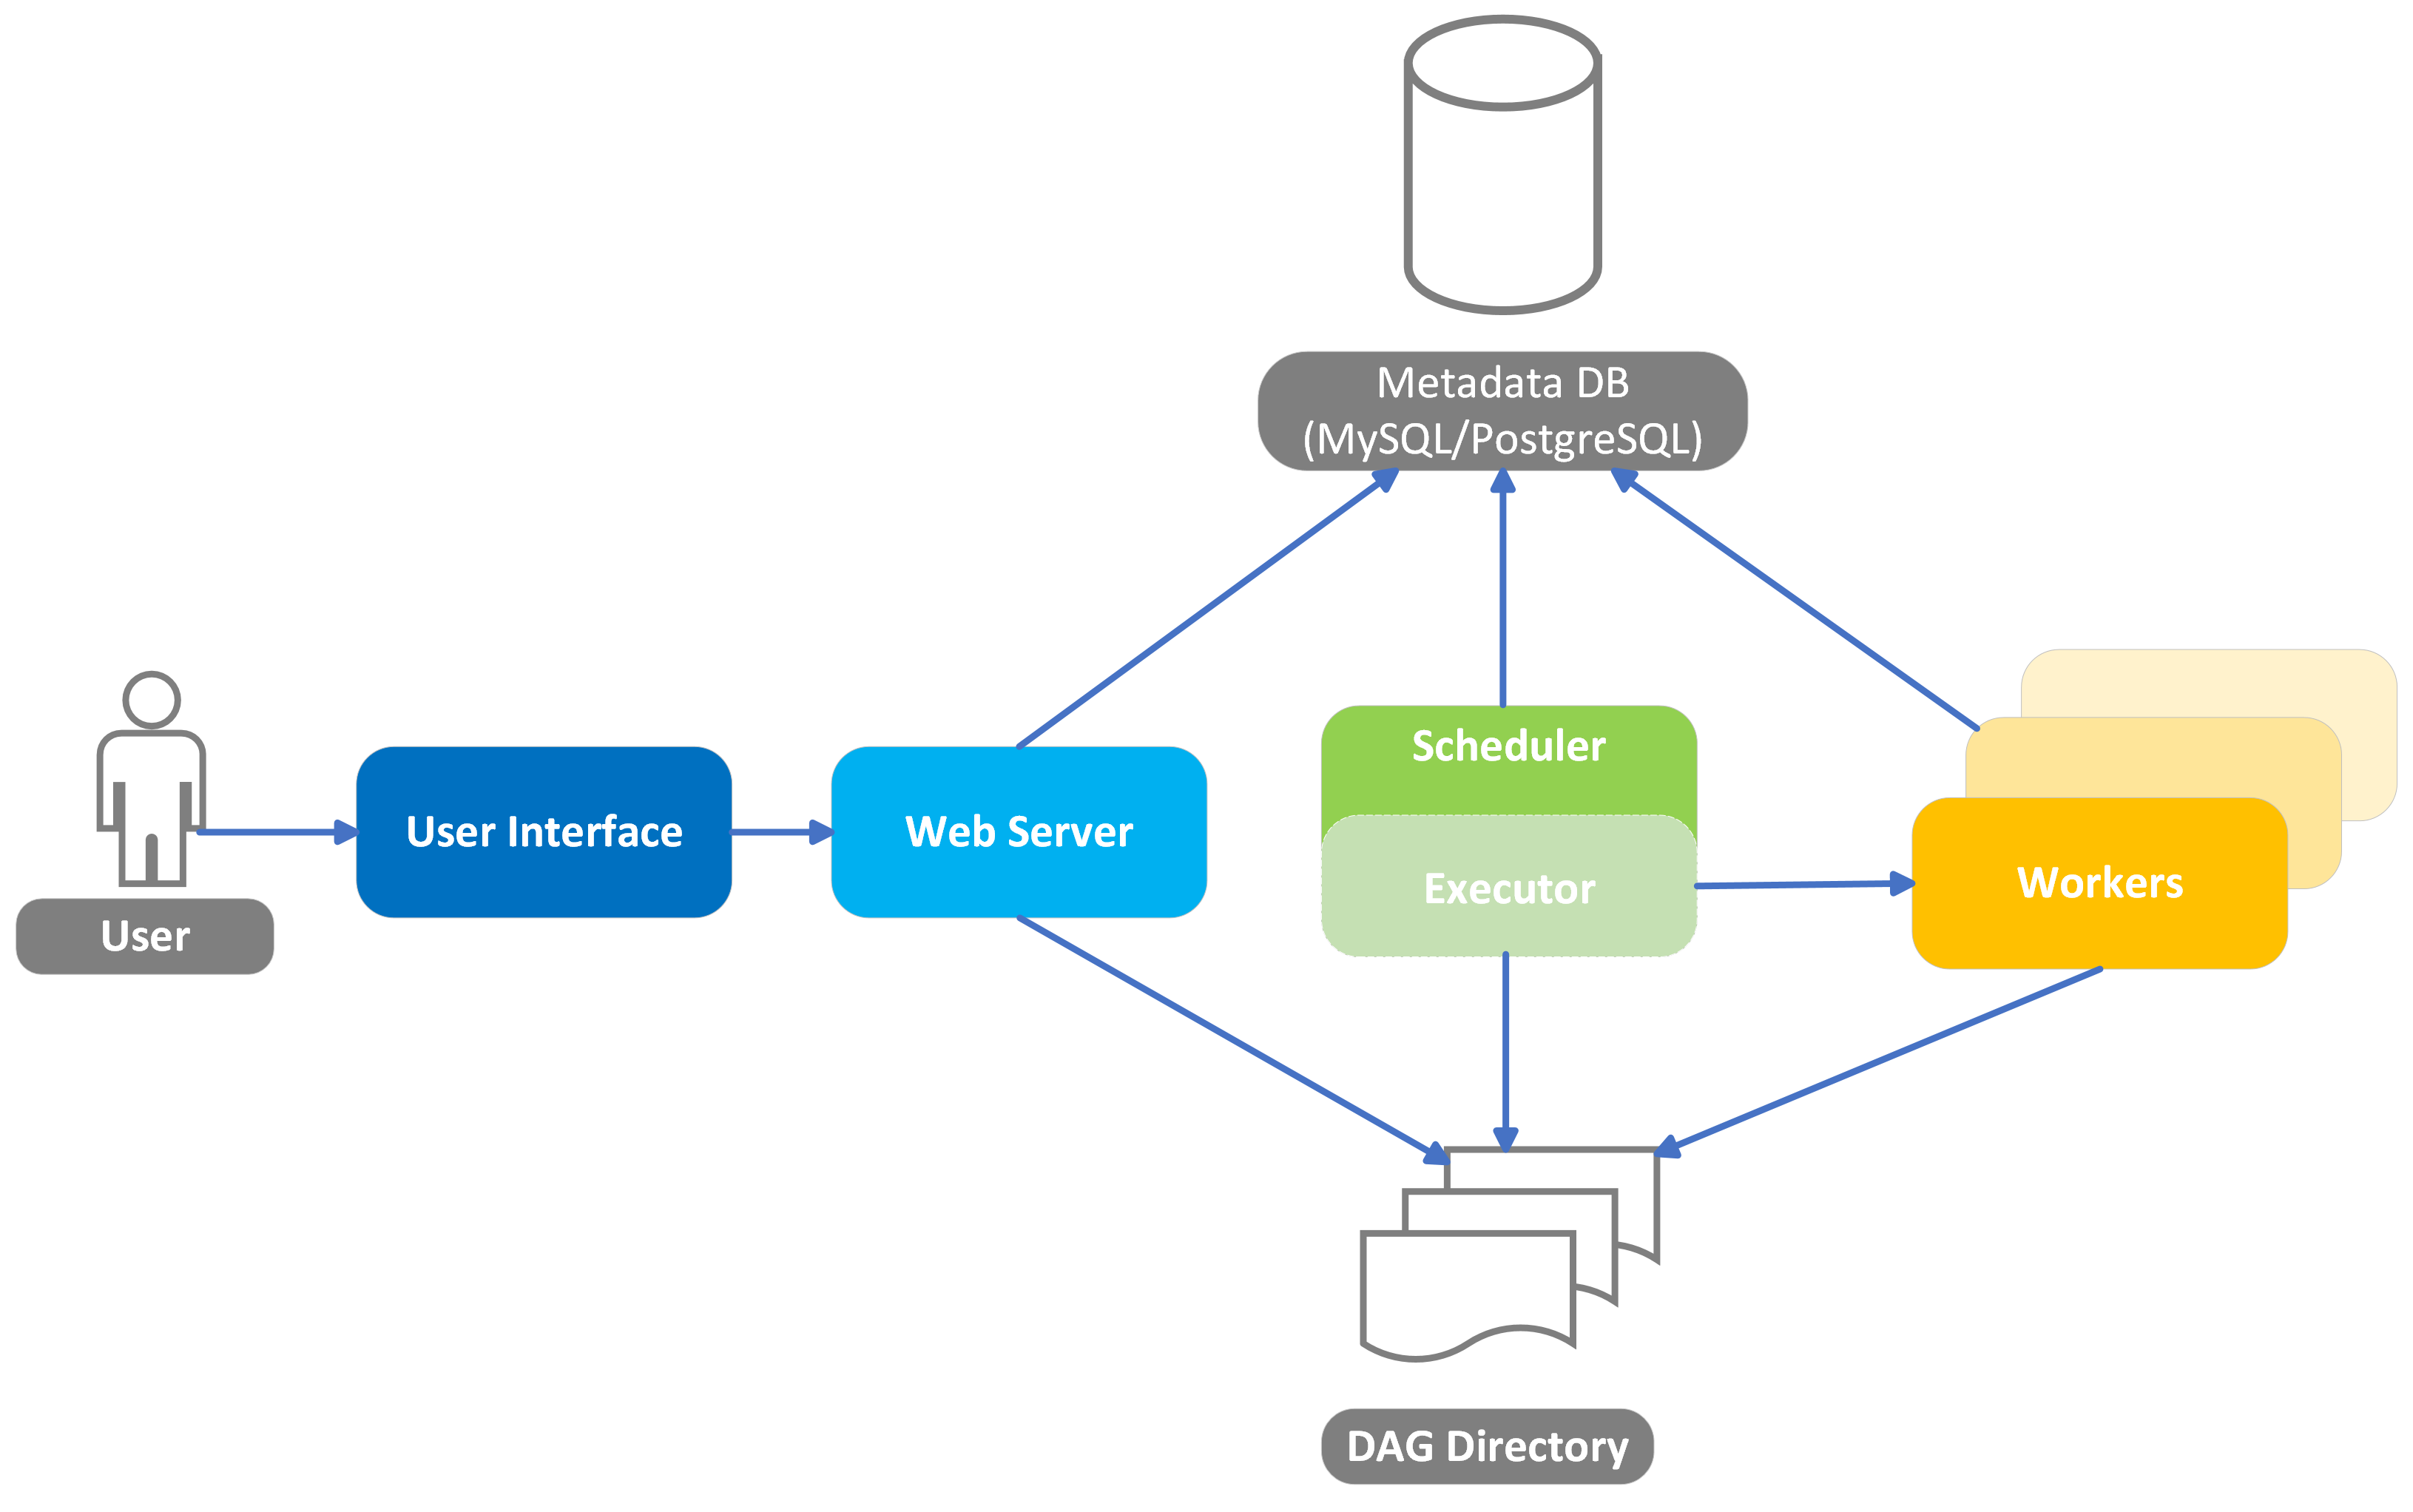 Metadata DB
(MySQL/PostgreSQL)
Scheduler
User Interface
Web Server
Executor
Workers
User
DAG Directory